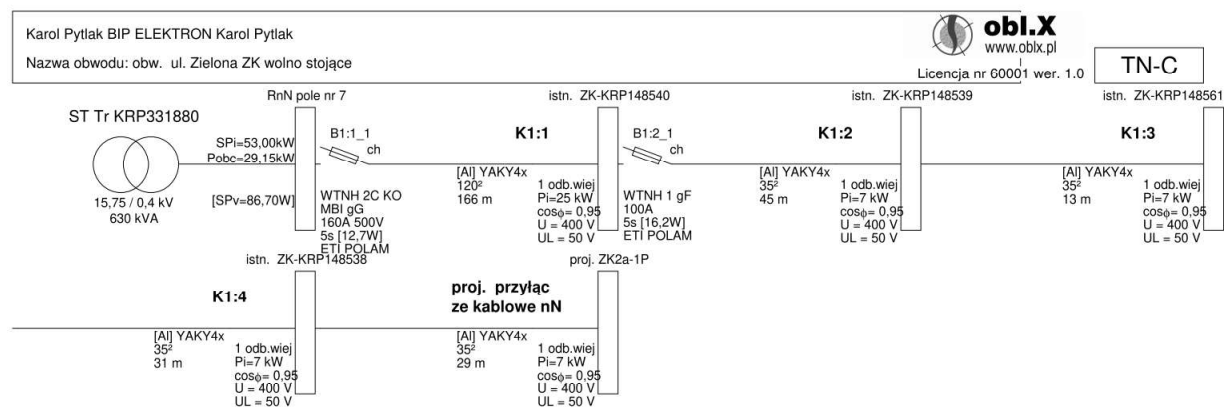 Karol Pytlak BIP ELEKTRON Karol Pytlak
Nazwa obwodu: obw. ul. Zielona ZK wolno stojące
obl.X
www.oblx.pl
Licencja nr 60001 wer. 1.0
TN-C
RnN pole nr 7
istn. ZK-KRP148540
istn. ZK-KRP148539
istn. ZK-KRP148561
ST Tr KRP331880
15,75 / 0,4 kV
630 kVA
SPi=53,00kW
Pobc=29,15kW
[SPv=86,70W]
B1:1_1
ch
WTNH 2C KO
MBI gG
160A 500V
5s [12,7W]
ETI POLAM
K1:1
[Al] YAKY4x
120²
166 m
1 odb.wiej
Pi=25 kW
cosϕ= 0,95
U = 400 V
UL = 50 V
B1:2_1
ch
WTNH 1 gF
100A
5s [16,2W]
ETI POLAM
K1:2
[Al] YAKY4x
35²
45 m
1 odb.wiej
Pi=7 kW
cosϕ= 0,95
U = 400 V
UL = 50 V
K1:3
[Al] YAKY4x
35²
13 m
1 odb.wiej
Pi=7 kW
cosϕ= 0,95
U = 400 V
UL = 50 V
istn. ZK-KRP148538
K1:4
[Al] YAKY4x
35²
31 m
1 odb.wiej
Pi=7 kW
cosϕ= 0,95
U = 400 V
UL = 50 V
proj. ZK2a-1P
proj. przyłąc
ze kablowe nN
[Al] YAKY4x
35²
29 m
1 odb.wiej
Pi=7 kW
cosϕ= 0,95
U = 400 V
UL = 50 V